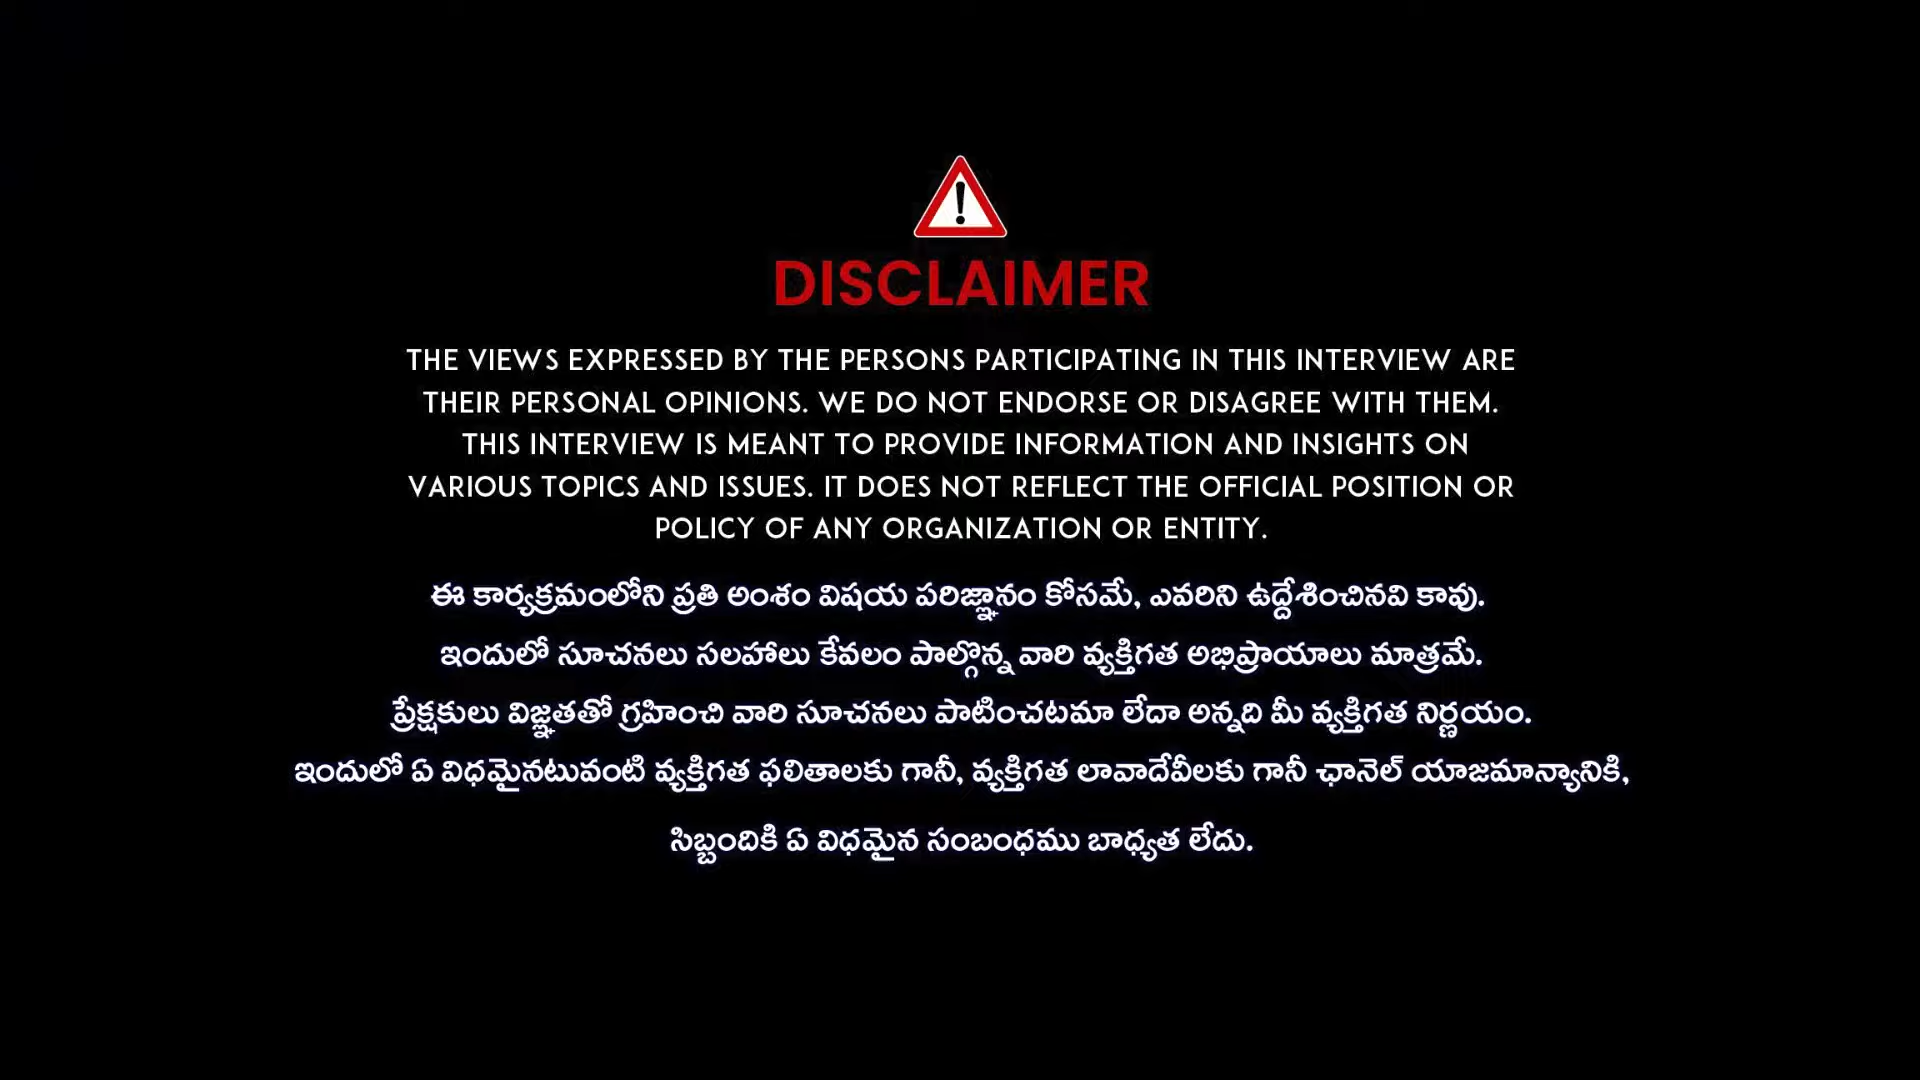 DISCLAIMER
THE VIEWS EXPRESSED BY THE PERSONS PARTICIPATING IN THIS INTERVIEW ARE
THEIR PERSONAL OPINIONS. WE DO NOT ENDORSE OR DISAGREE WITH THEM.
THIS INTERVIEW IS MEANT TO PROVIDE INFORMATION AND INSIGHTS ON
VARIOUS TOPICS AND ISSUES. IT DOES NOT REFLECT THE OFFICIAL POSITION OR
POLICY OF ANY ORGANIZATION OR ENTITY.
ఈ కార్యక్రమంలోని ప్రతి అంశం విషయ పరిజ్ఞానం కోసమే, ఎవరిని ఉద్దేశించినవి కావు.
ఇందులో సూచనలు సలహాలు కేవలం పాల్గొన్న వారి వ్యక్తిగత అభిప్రాయాలు మాత్రమే.
ప్రేక్షకులు విజ్ఞతతో గ్రహించి వారి సూచనలు పాటించటమా లేదా అన్నది మీ వ్యక్తిగత నిర్ణయం.
ఇందులో ఏ విధమైనటువంటి వ్యక్తిగత ఫలితాలకు గానీ, వ్యక్తిగత లావాదేవీలకు గానీ ఛానెల్ యాజమాన్యానికి,
సిబ్బందికి ఏ విధమైన సంబంధము బాధ్యత లేదు.